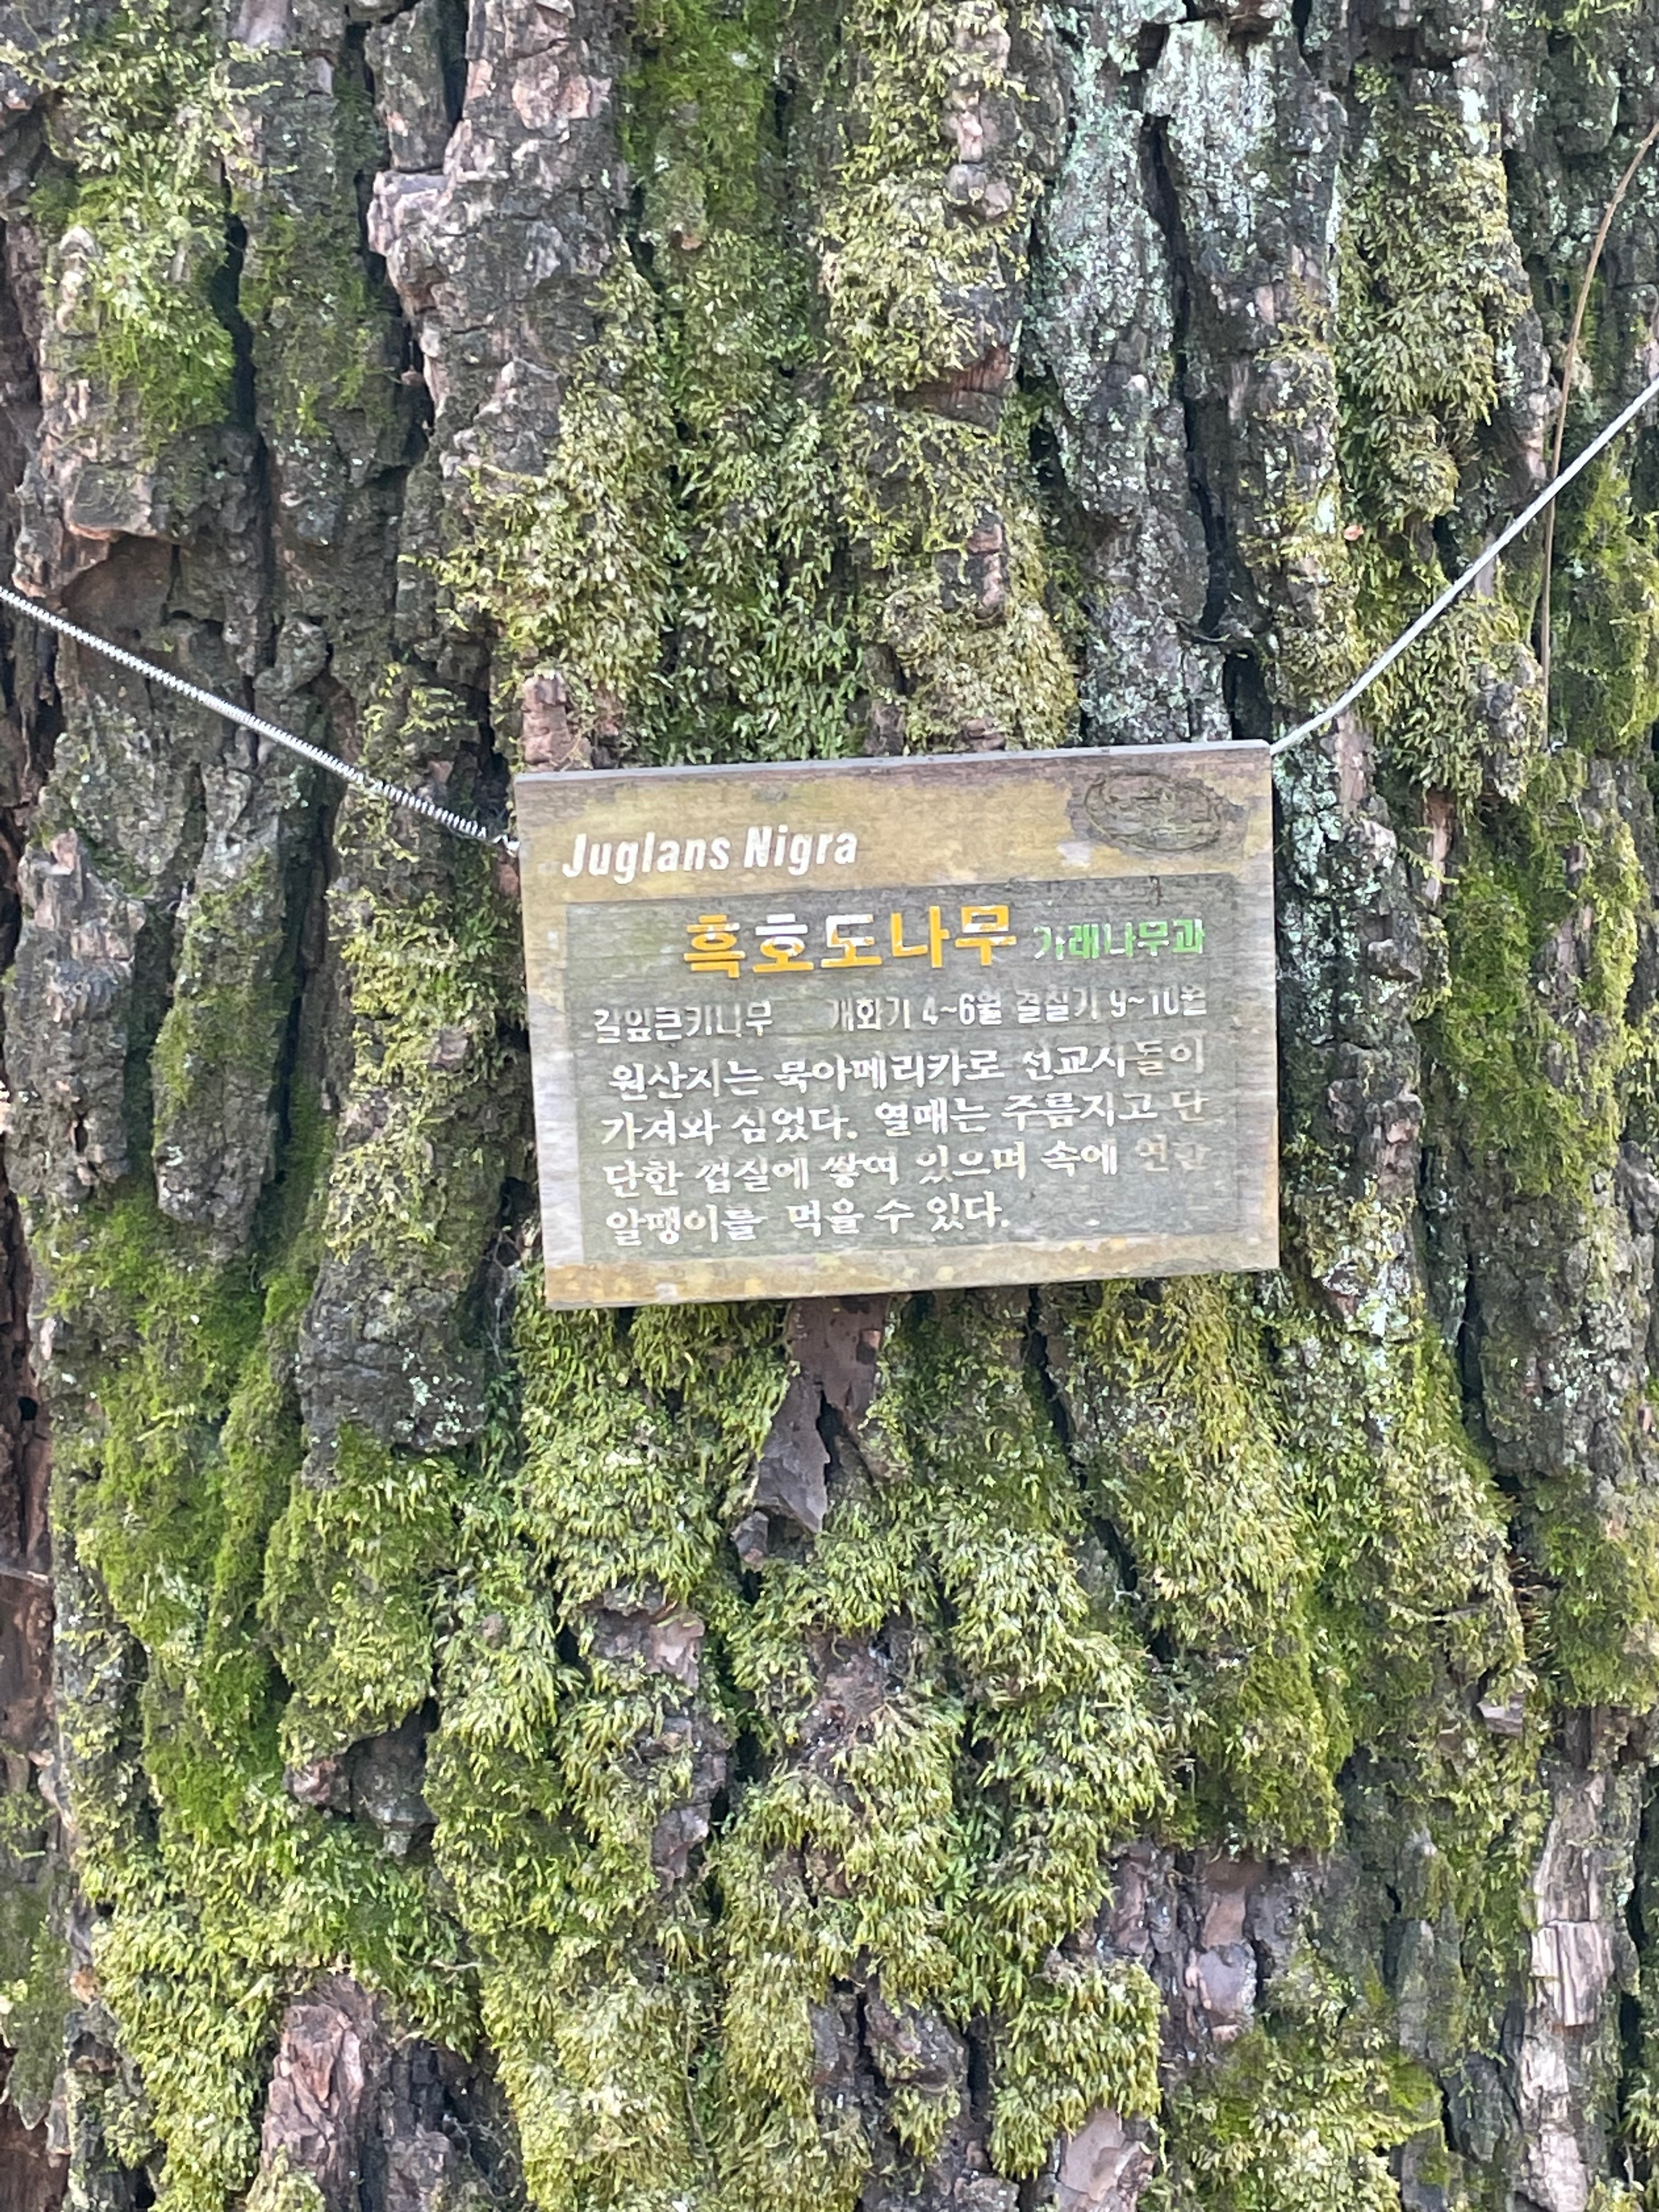 Juglans Nigra
흑호도나무 가래나무과
갈잎큰키나무 개화기 4~6월 결실기 9~10월
원산지는 북아메리카로 선교사들이
가져와 심었다. 열매는 주름지고 단
단한 껍질에 쌓여 있으며 속에 연한
알맹이를 먹을 수 있다.